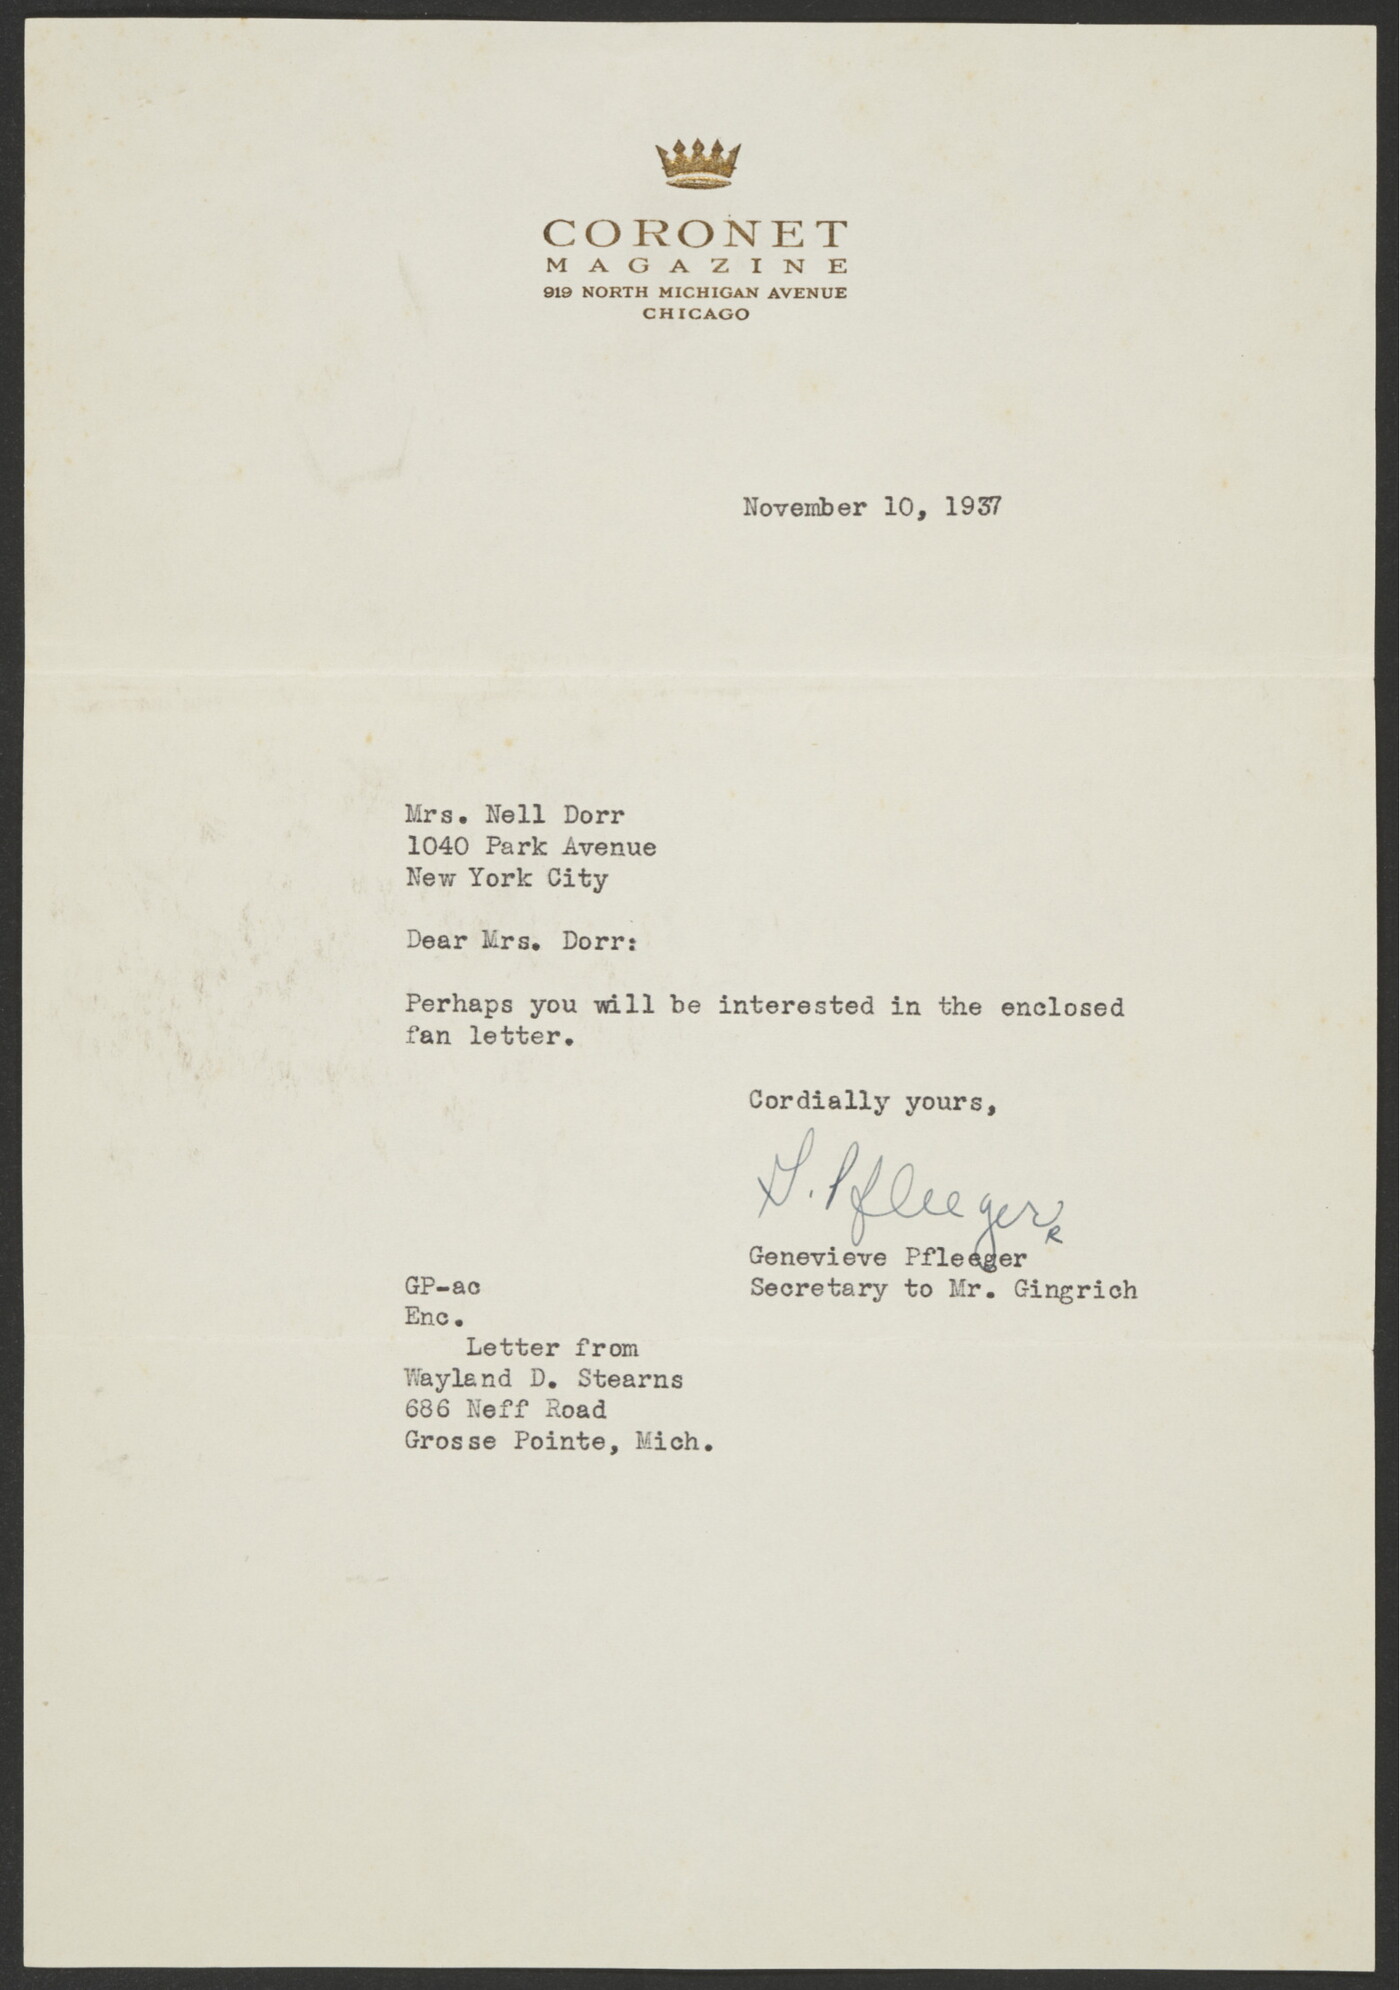 CORONET
MAGAZINE
919 NORTH MICHIGAN AVENUE
CHICAGO
November 10, 1937
Mrs. Nell Dorr
1040 Park Avenue
New York City
Dear Mrs. Dorr:
Perhaps you will be interested in the enclosed
fan letter.
Cordially yours,
G. Pfleeger
R
Genevieve Pfleeger
Secretary to Mr. Gingrich
GP-ac
Enc.
Letter from
Wayland D. Stearns
686 Neff Road
Grosse Pointe, Mich.